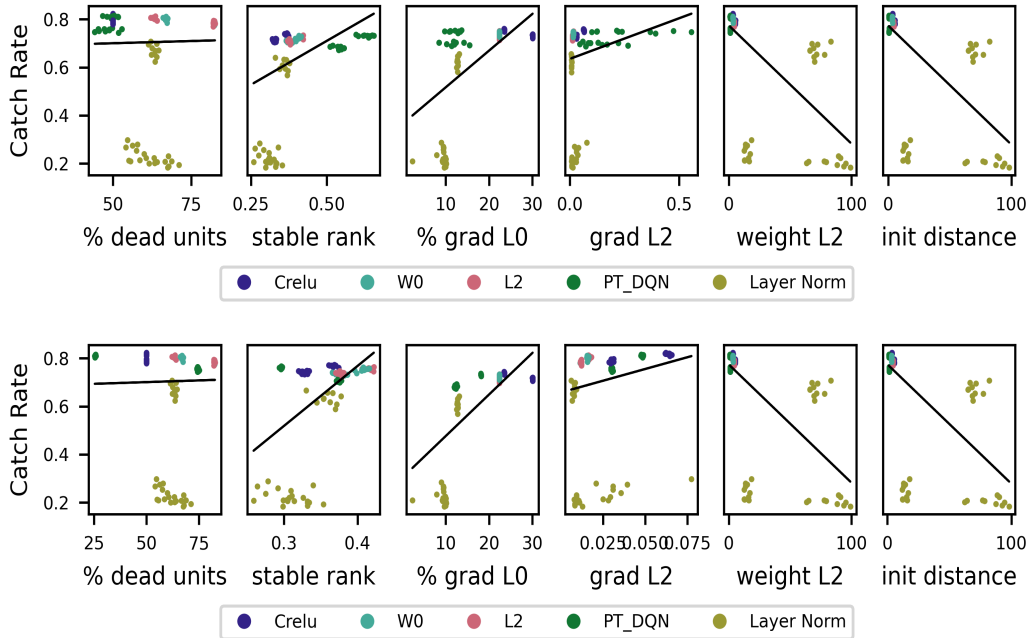 Catch Rate
0.8
0.6
0.4
0.2
50 75 0.25 0.50 10 20 30 0.0 0.5 0 100 0 100
% dead units stable rank % grad L0 grad L2 weight L2 init distance
Crelu W0 L2 PT_DQN Layer Norm
Catch Rate
0.8
0.6
0.4
0.2
25 50 75 0.3 0.4 10 20 30 0.025 0.050 0.075 0 100 0 100
% dead units stable rank % grad L0 grad L2 weight L2 init distance
Crelu W0 L2 PT_DQN Layer Norm